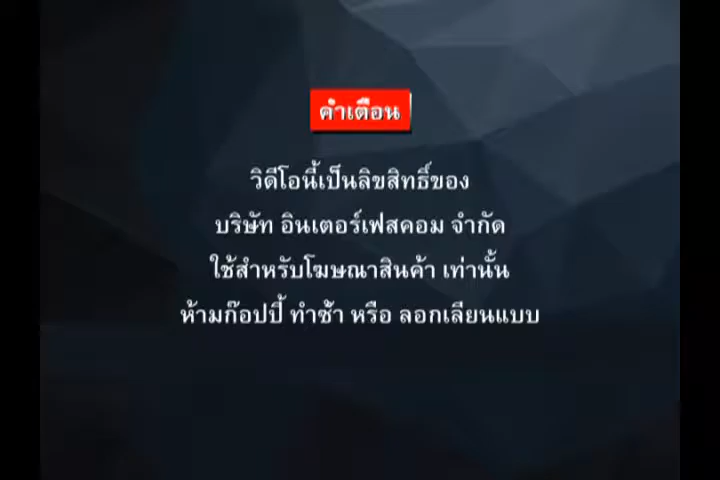 คำเตือน
วิดีโอนี้เป็นลิขสิทธิ์ของ
บริษัท อินเตอร์เฟสคอม จำกัด
ใช้สำหรับโฆษณาสินค้า เท่านั้น
ห้ามก๊อปปี้ ทำซ้ำ หรือ ลอกเลียนแบบ